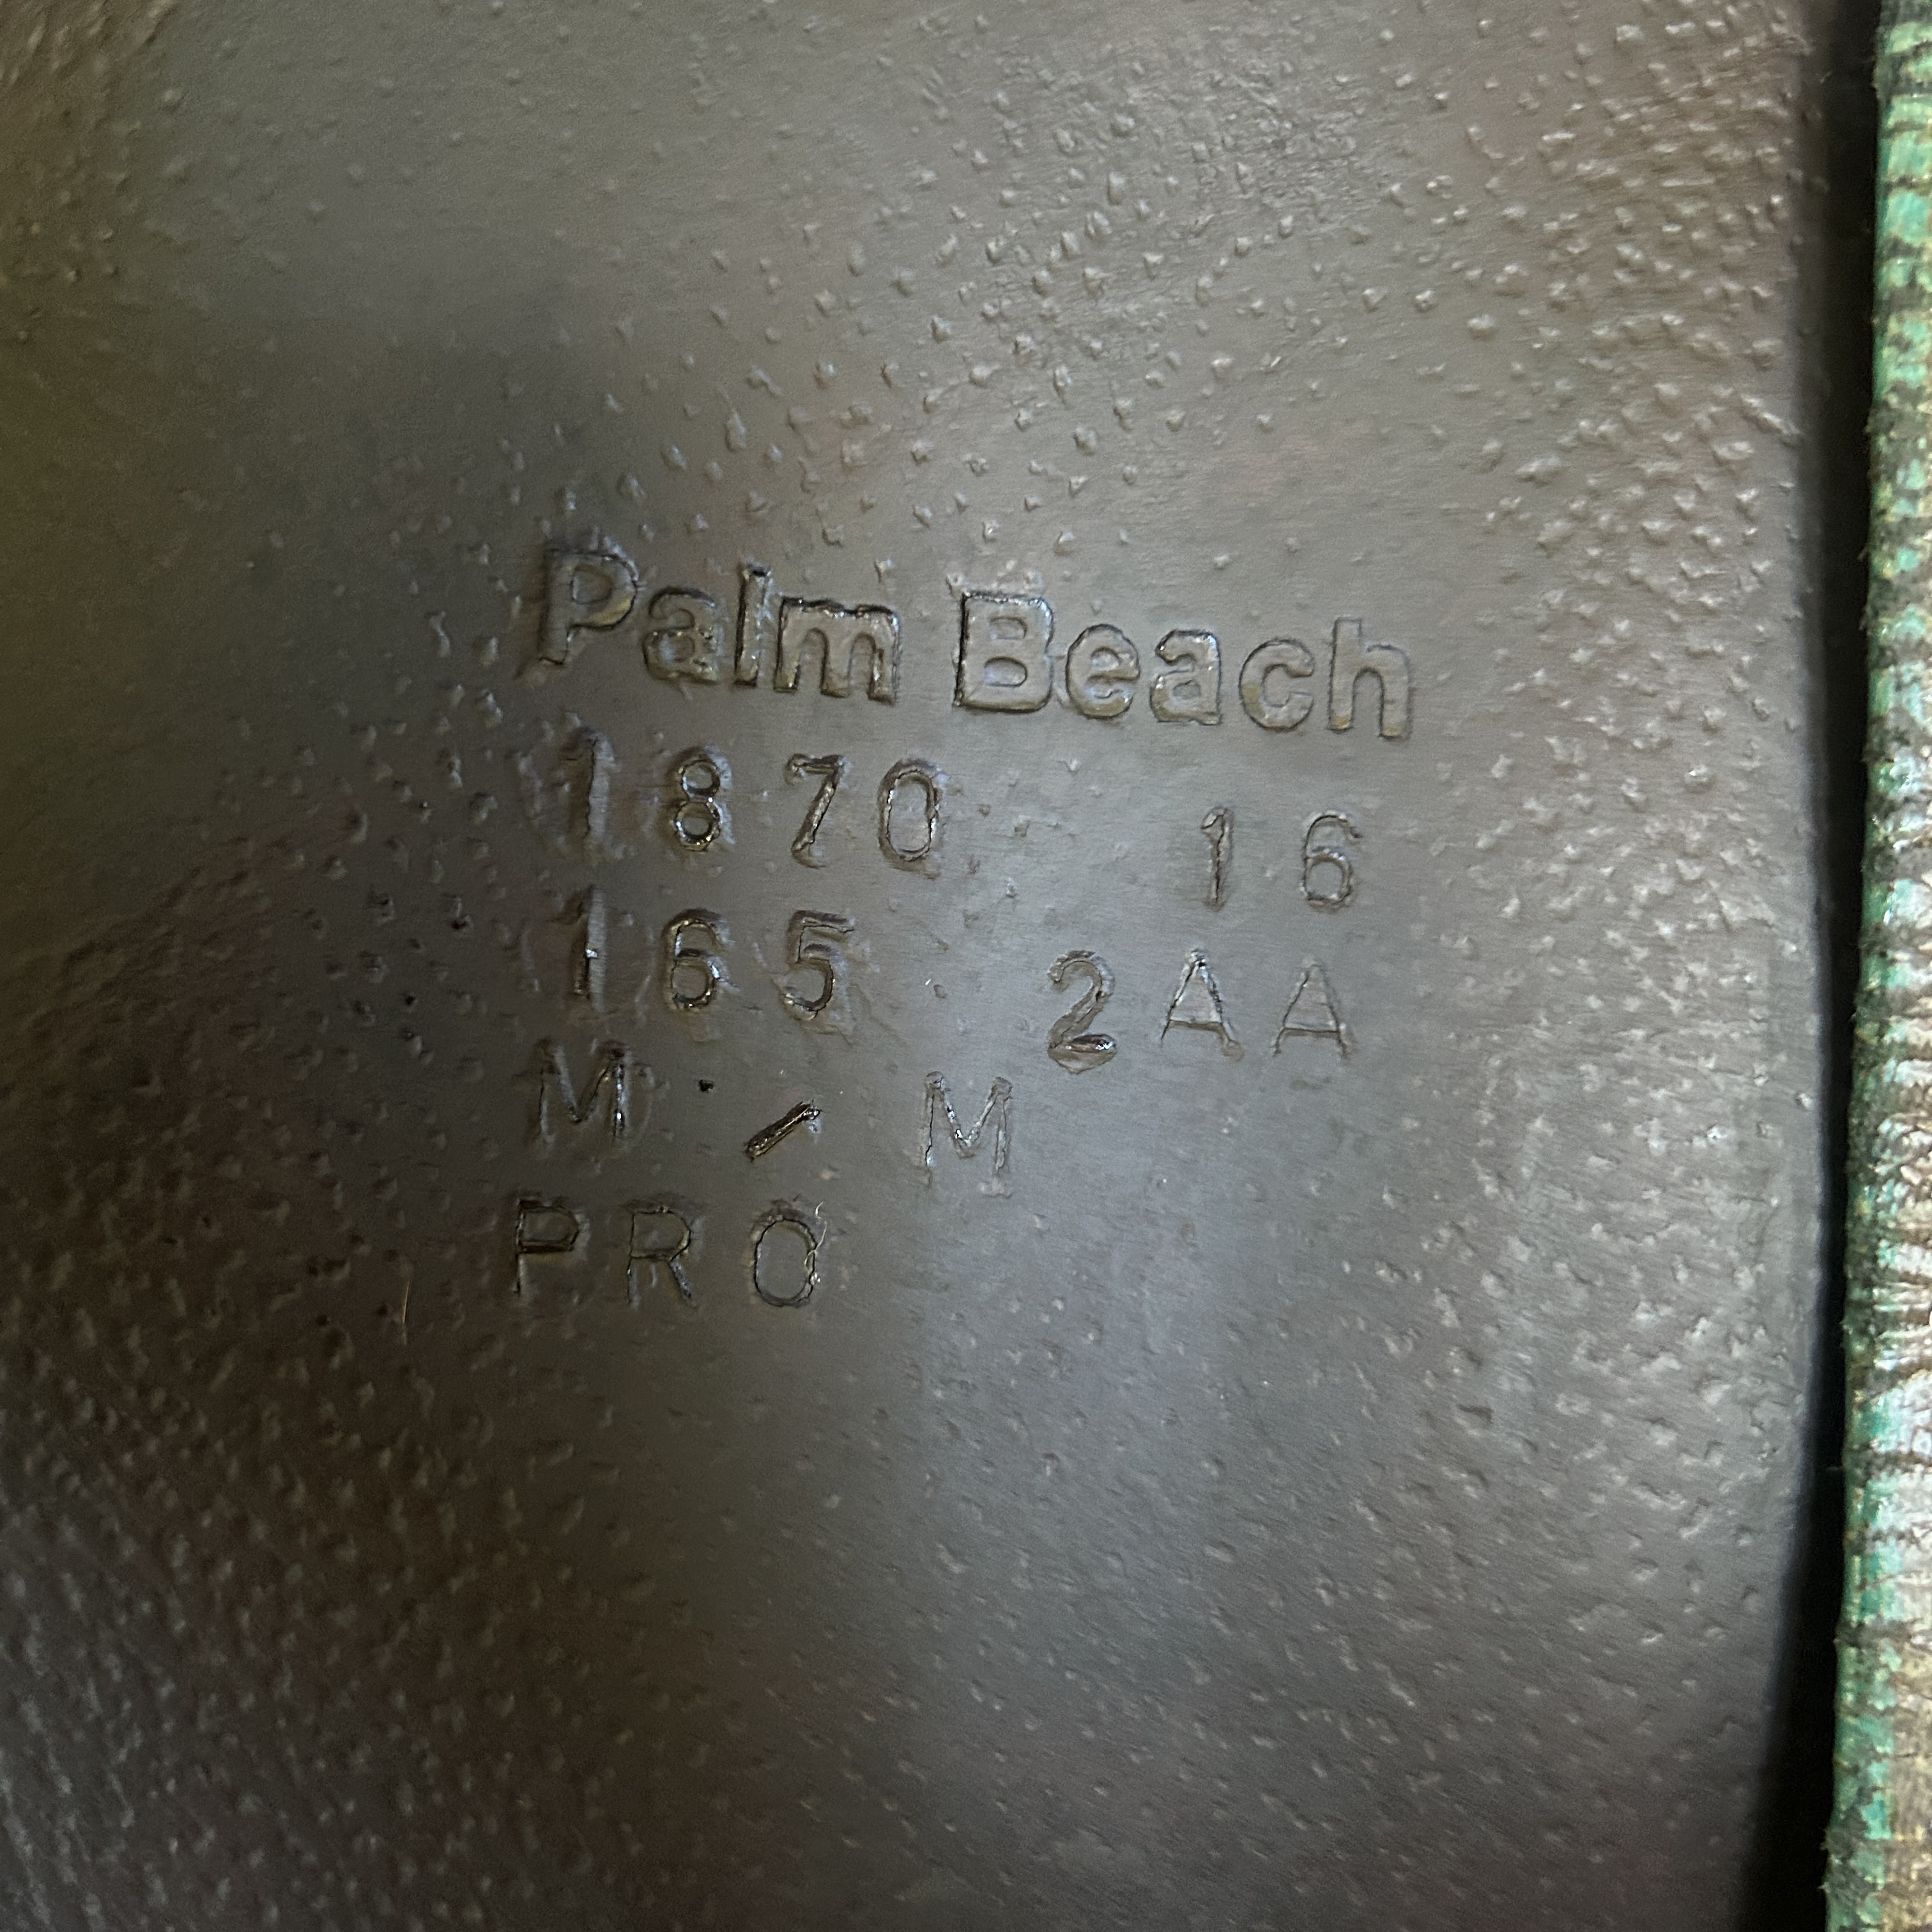 Palm Beach
1870 16
165 2AA
M / M
PRO